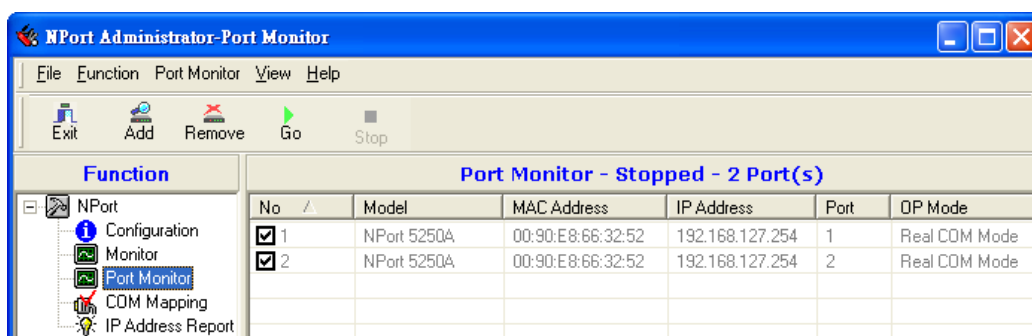 NPort Administrator-Port Monitor
File Function Port Monitor View Help
Exit Add Remove Go Stop
Function
Port Monitor - Stopped - 2 Port(s)
NPort
Configuration
Monitor
Port Monitor
COM Mapping
IP Address Report
No Model MAC Address IP Address Port OP Mode
1 NPort 5250A 00:90:E8:66:32:52 192.168.127.254 1 Real COM Mode
2 NPort 5250A 00:90:E8:66:32:52 192.168.127.254 2 Real COM Mode